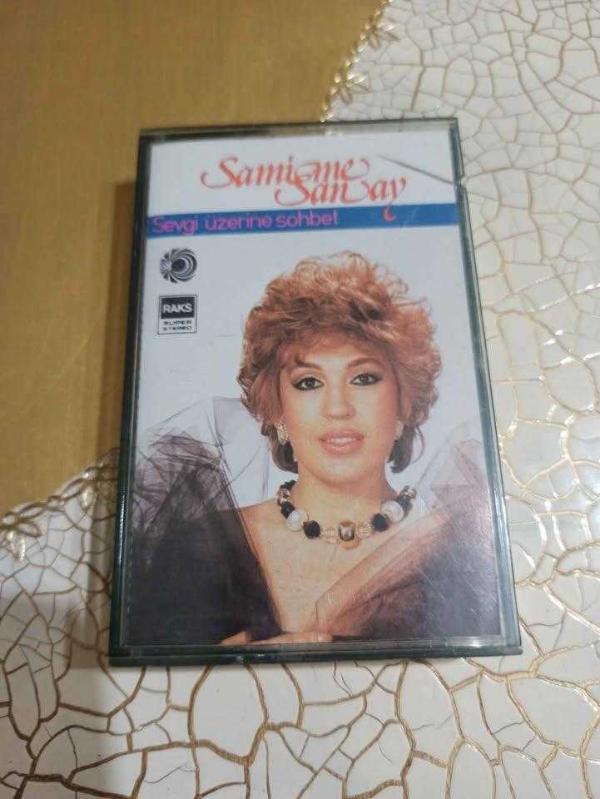 Samime
Sanay
Sevgi üzerine sohbet
RAKS
SUPER
STEREO